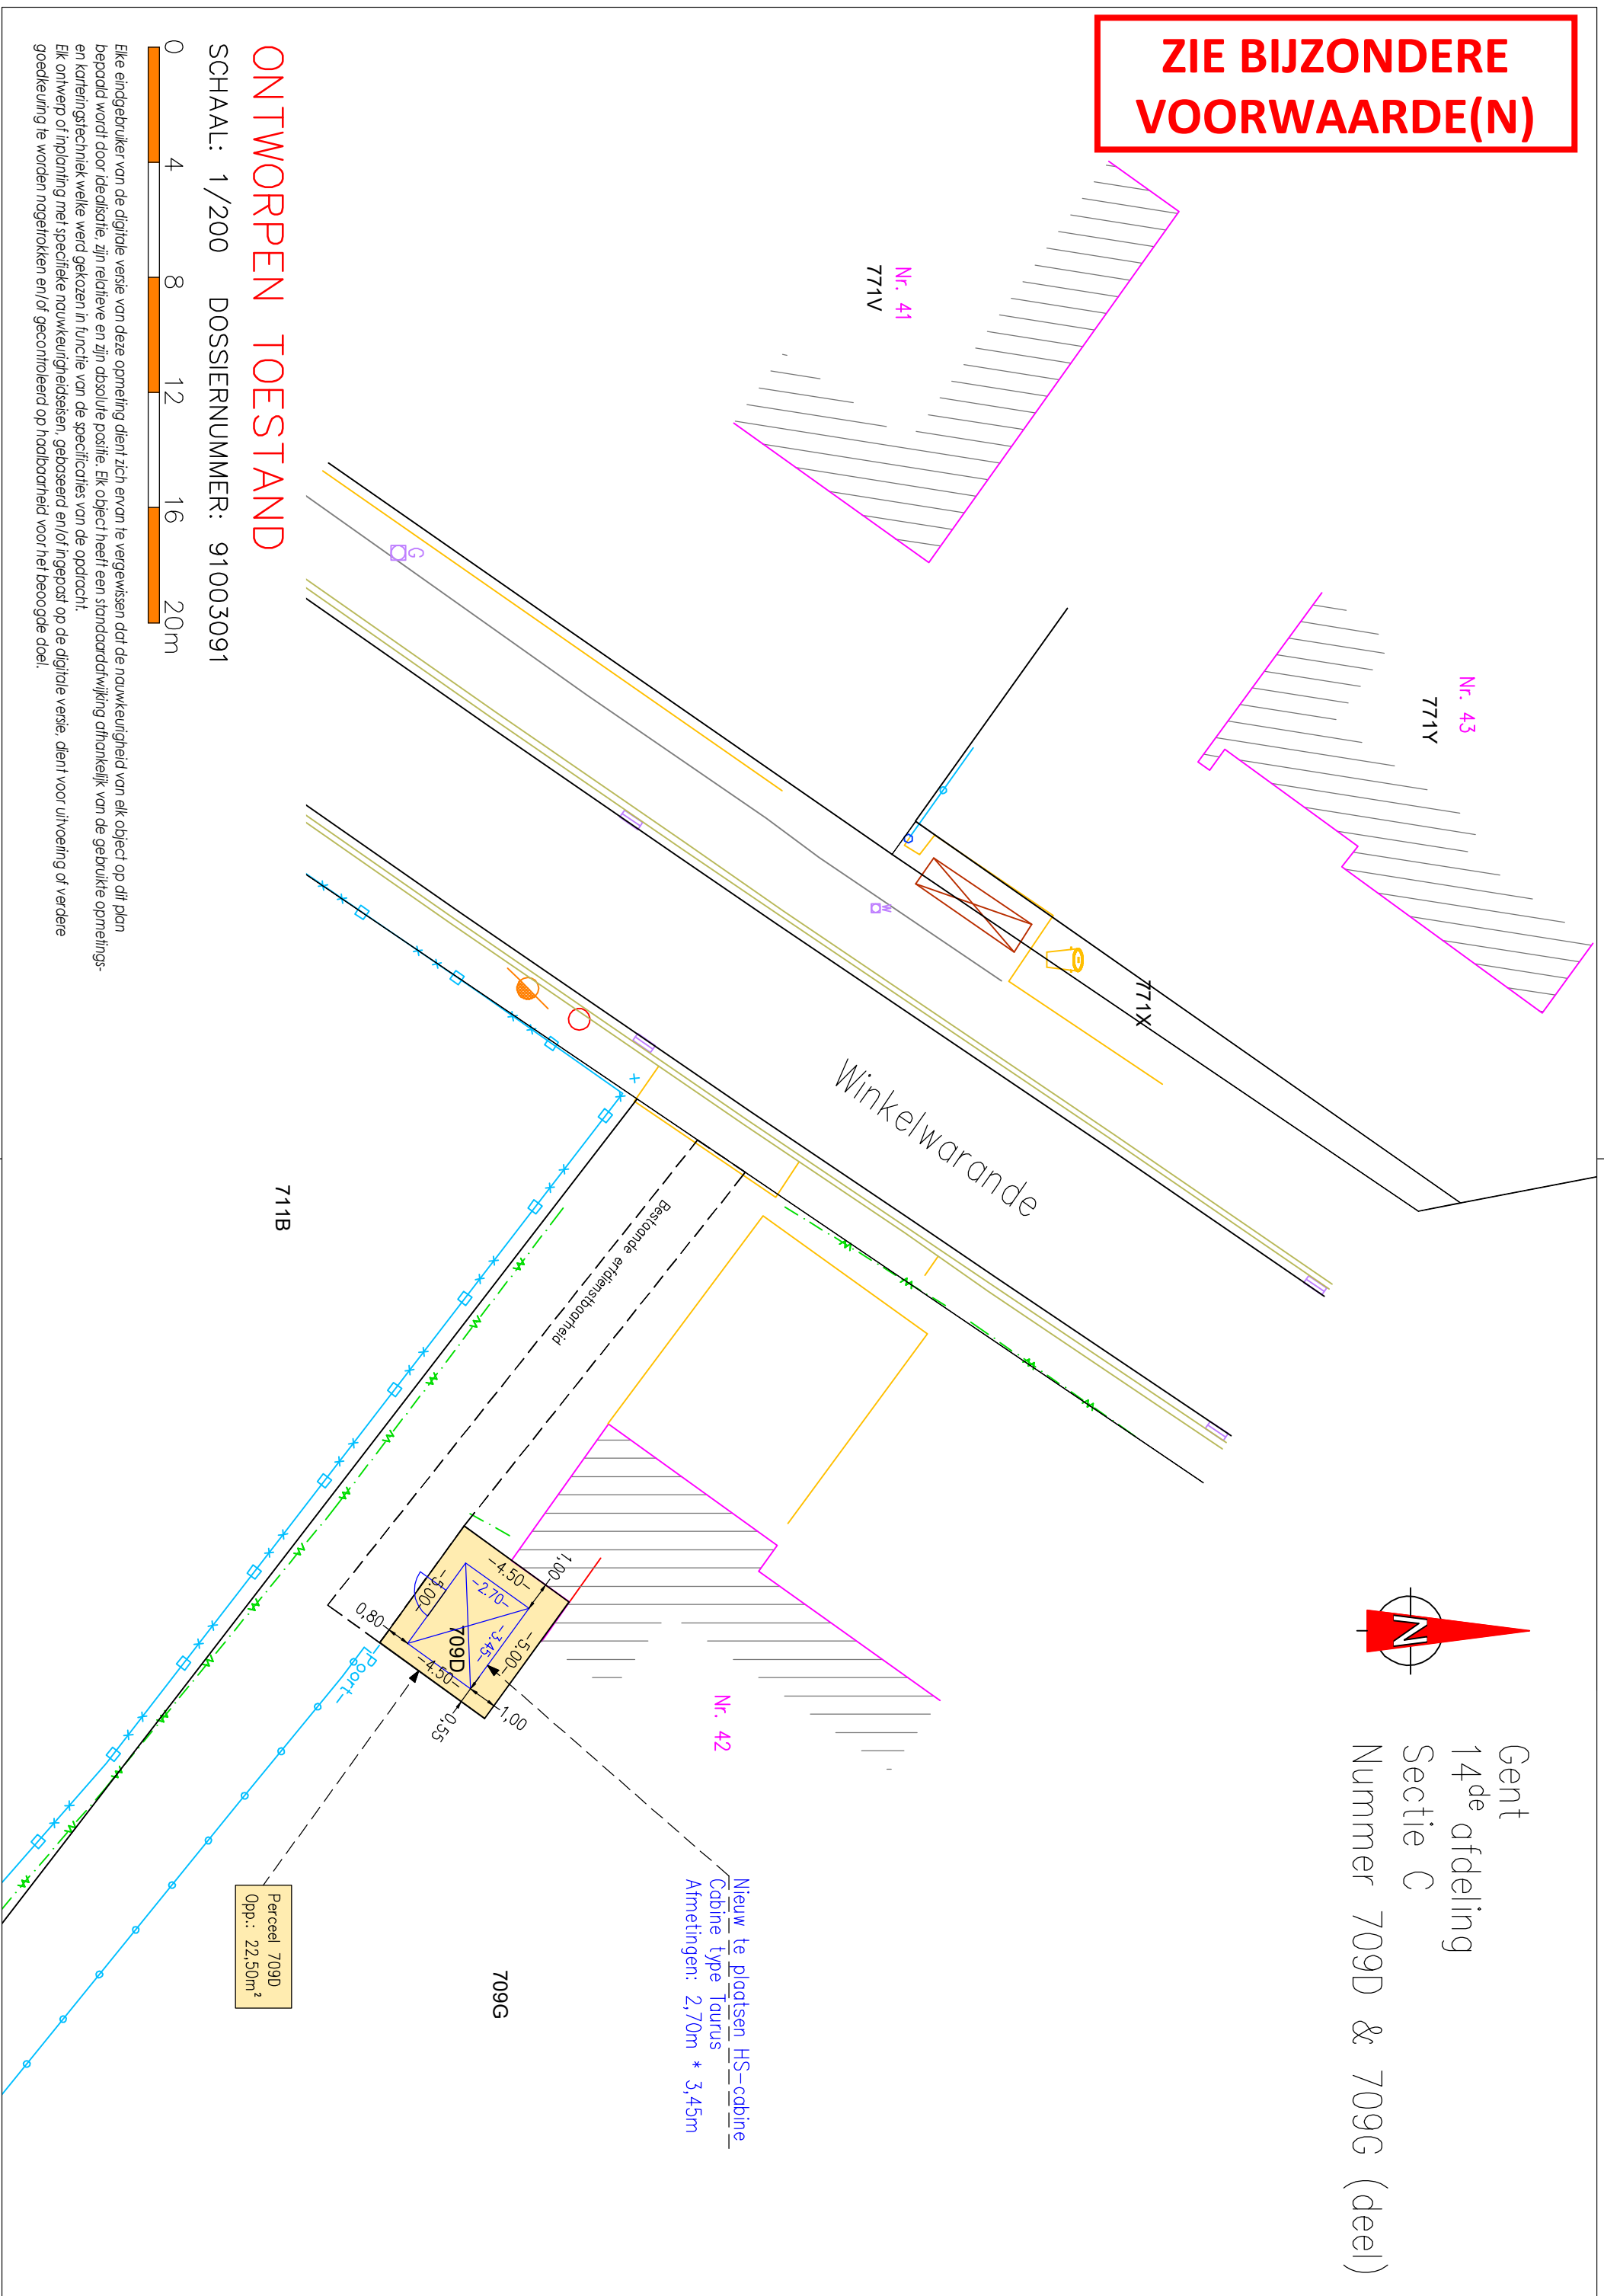 ZIE BIJZONDERE
VOORWAARDE(N)
Gent
14de afdeling
Sectie C
Nummer 709D & 709G (deel)
N
Nr. 43
771Y
Nr. 41
771V
771X
G
W
Winkelwarande
Bestaande erfdienstbaarheid
711B
Nr. 42
709D
-4.50-
1,00
-2.70-
-5.00-
-3.45-
-5.00-
0,80
-4.50-
1,00
0,55
-Poort-
Nieuw te plaatsen HS-cabine
Cabine type Taurus
Afmetingen: 2,70m * 3,45m
709G
Perceel 709D
Opp.: 22,50m²
ONTWORPEN TOESTAND
SCHAAL: 1/200 DOSSIERNUMMER: 91003091
0 4 8 12 16 20m
Elke eindgebruiker van de digitale versie van deze opmeting dient zich ervan te vergewissen dat de nauwkeurigheid van elk object op dit plan
bepaald wordt door idealisatie, zijn relatieve en zijn absolute positie. Elk object heeft een standaardafwijking afhankelijk van de gebruikte opmetings-
en karteringstechniek welke werd gekozen in functie van de specificaties van de opdracht.
Elk ontwerp of inplanting met specifieke nauwkeurigheidseisen, gebaseerd en/of ingepast op de digitale versie, dient voor uitvoering of verdere
goedkeuring te worden nagetrokken en/of gecontroleerd op haalbaarheid voor het beoogde doel.